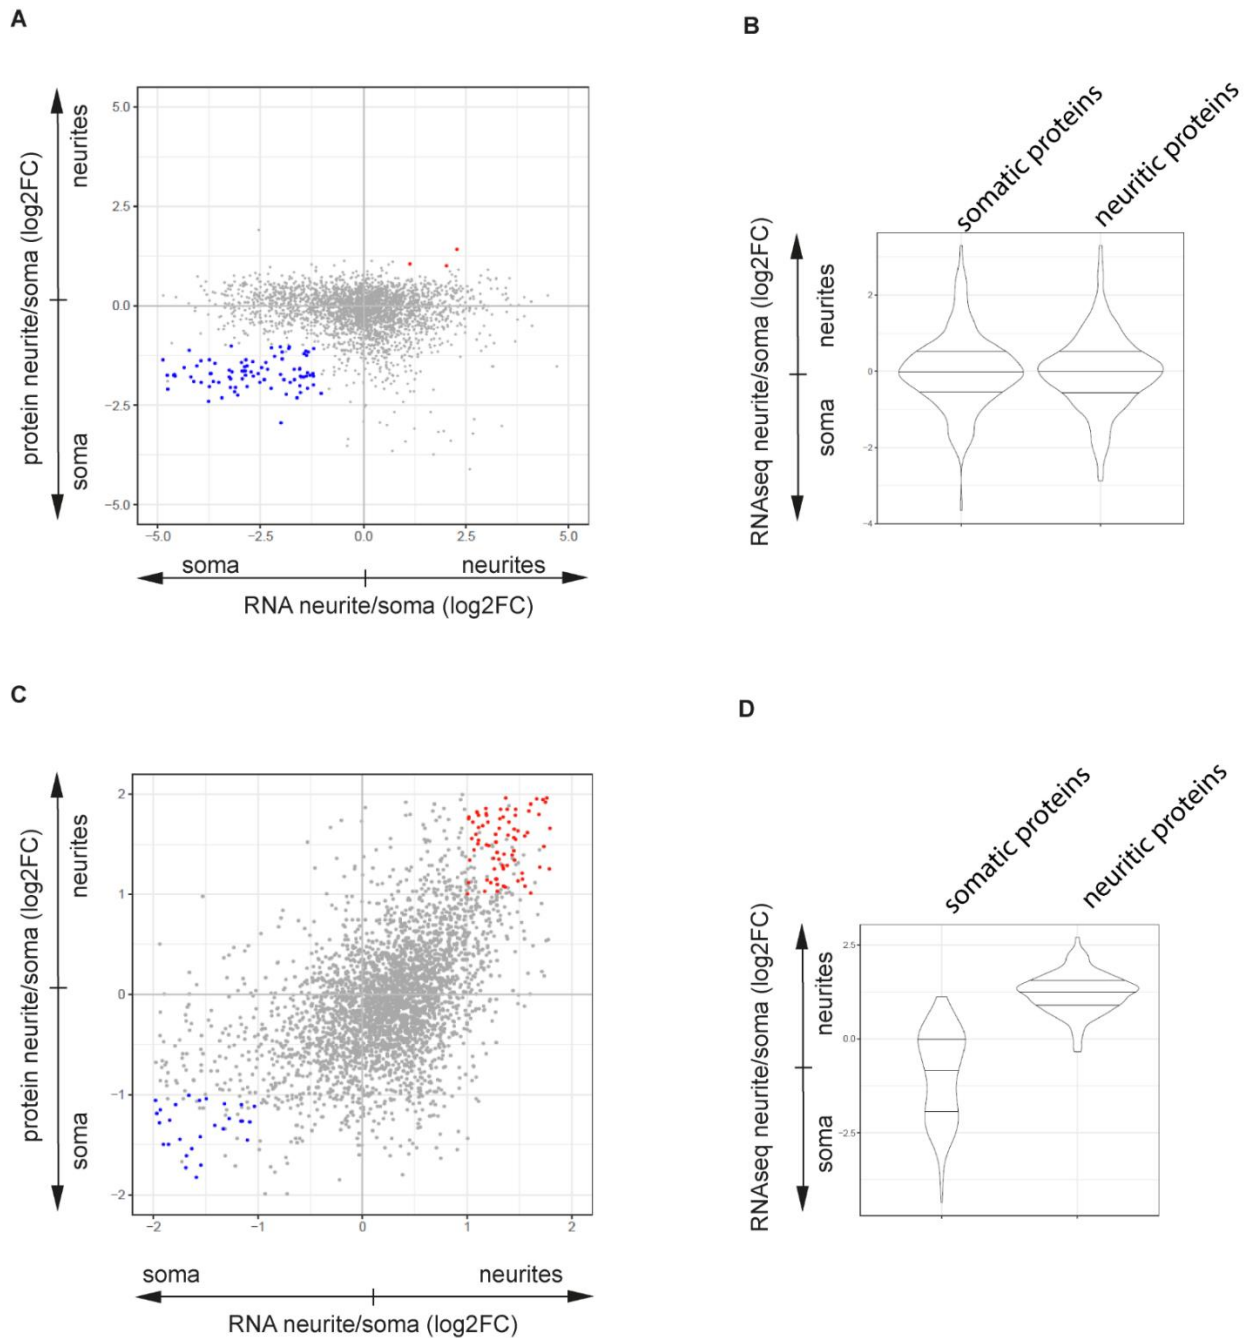 A
protein neurite/soma (log2FC)
soma
neurites
5.0
2.5
0.0
−2.5
−5.0
−5.0
−2.5
0.0
2.5
5.0
soma
neurites
RNA neurite/soma (log2FC)
B
somatic proteins
neuritic proteins
RNAseq neurite/soma (log2FC)
soma
neurites
2
0
−2
−4
C
protein neurite/soma (log2FC)
soma
neurites
2
1
0
−1
−2
−2
−1
0
1
2
soma
neurites
RNA neurite/soma (log2FC)
D
somatic proteins
neuritic proteins
RNAseq neurite/soma (log2FC)
soma
neurites
2.5
0.0
−2.5